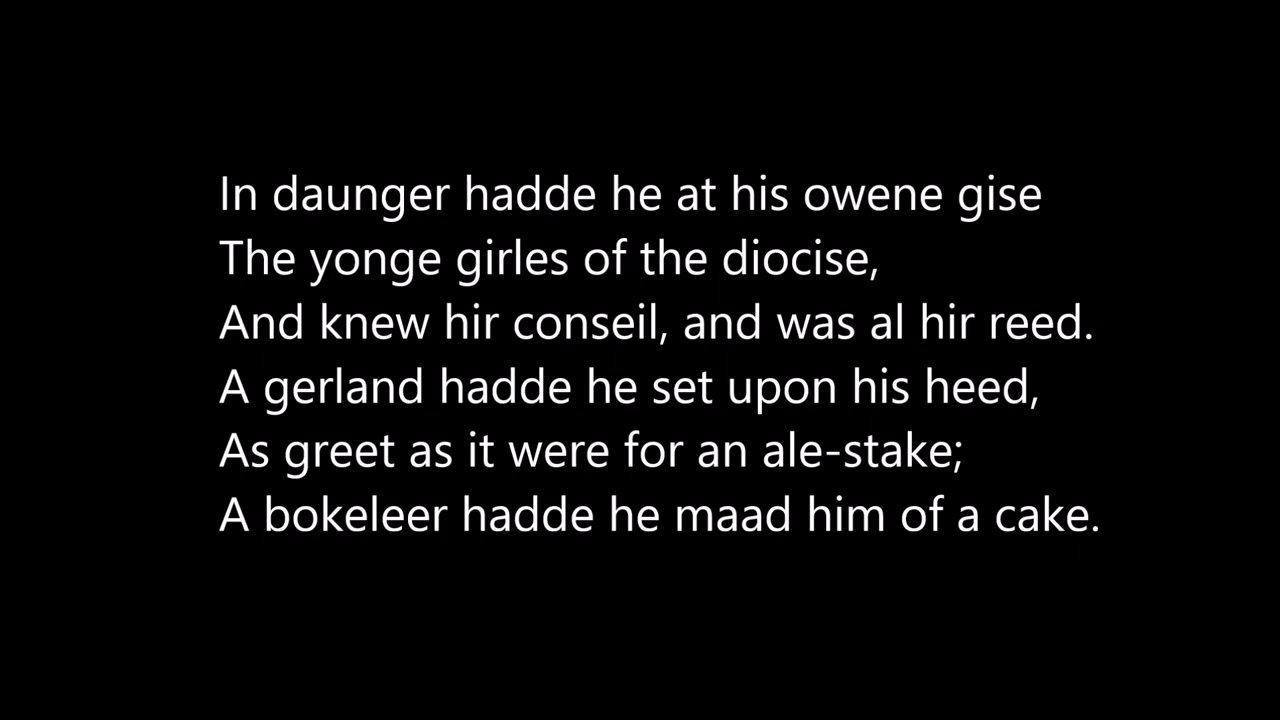 In daunger hadde he at his owene gise
The yonge girles of the diocise,
And knew hir conseil, and was al hir reed.
A gerland hadde he set upon his heed,
As greet as it were for an ale-stake;
A bokeleer hadde he maad him of a cake.